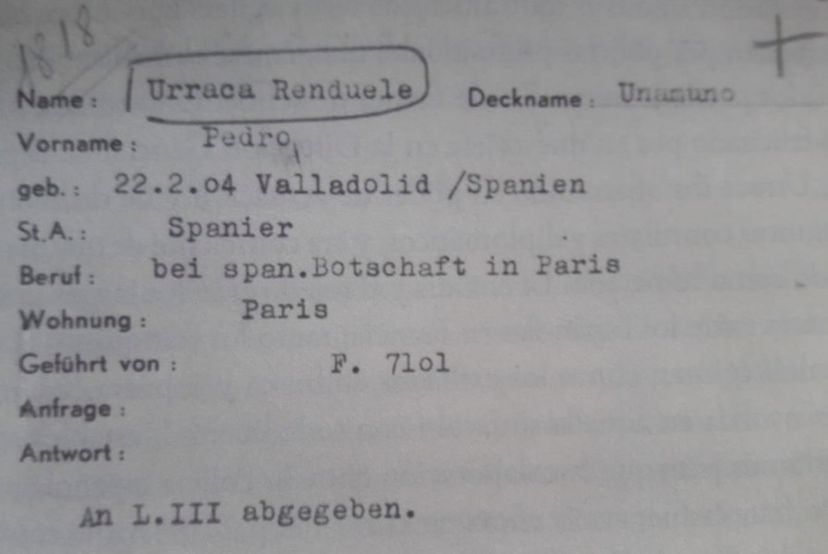 1818
Name: Urraca Renduele Deckname: Unamuno
Vorname: Pedro
geb.: 22.2.04 Valladolid /Spanien
St.A.: Spanier
Beruf: bei span.Botschaft in Paris
Wohnung: Paris
Geführt von: F. 7lol
Anfrage:
Antwort:
An L.III abgegeben.